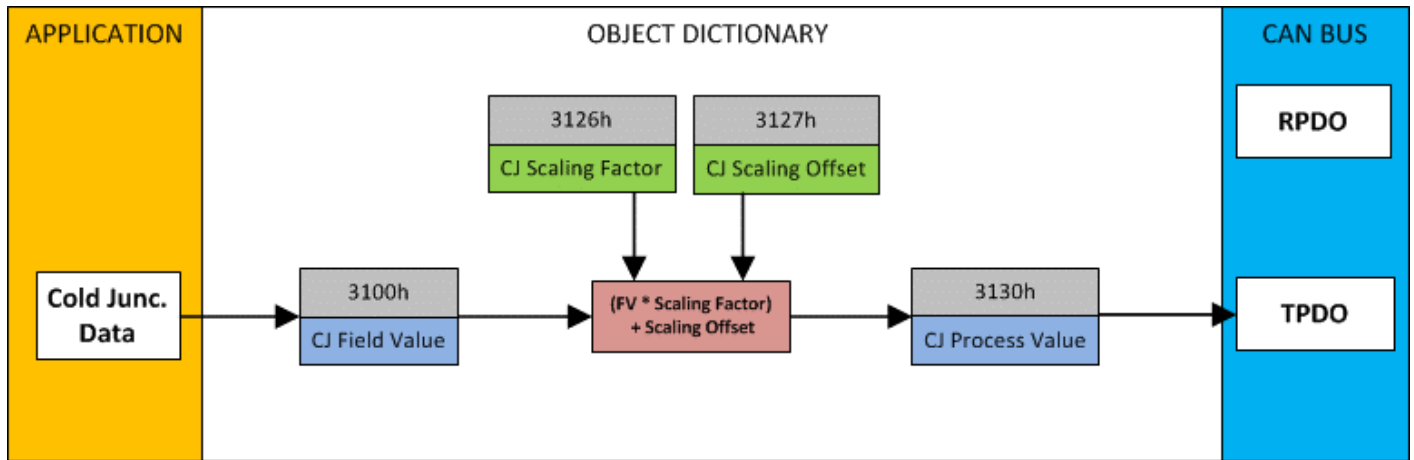 APPLICATION
OBJECT DICTIONARY
CAN BUS
3126h
CJ Scaling Factor
3127h
CJ Scaling Offset
RPDO
Cold Junc.
Data
3100h
CJ Field Value
(FV * Scaling Factor)
+ Scaling Offset
3130h
CJ Process Value
TPDO